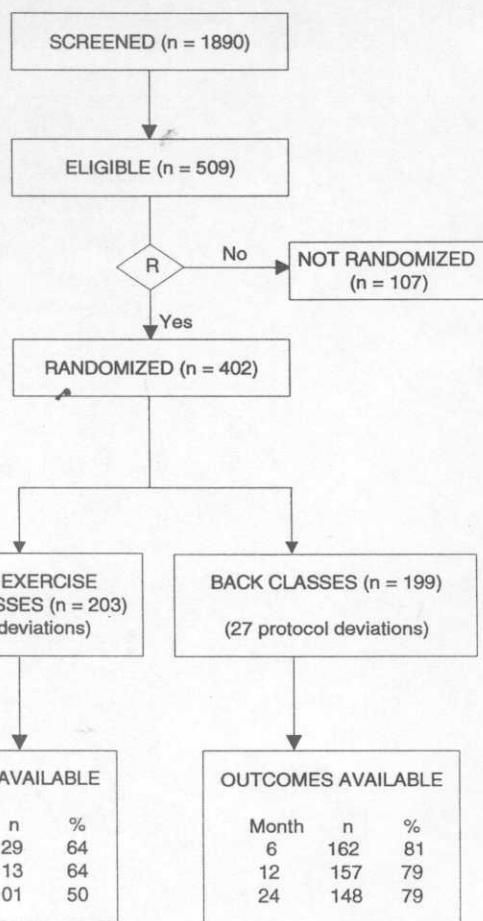 SCREENED (n = 1890)
ELIGIBLE (n = 509)
R
No
NOT RANDOMIZED
(n = 107)
Yes
RANDOMIZED (n = 402)
EXERCISE
SSES (n = 203)
deviations)
BACK CLASSES (n = 199)
(27 protocol deviations)
AVAILABLE
n %
29 64
13 64
01 50
OUTCOMES AVAILABLE
Month n %
6 162 81
12 157 79
24 148 79